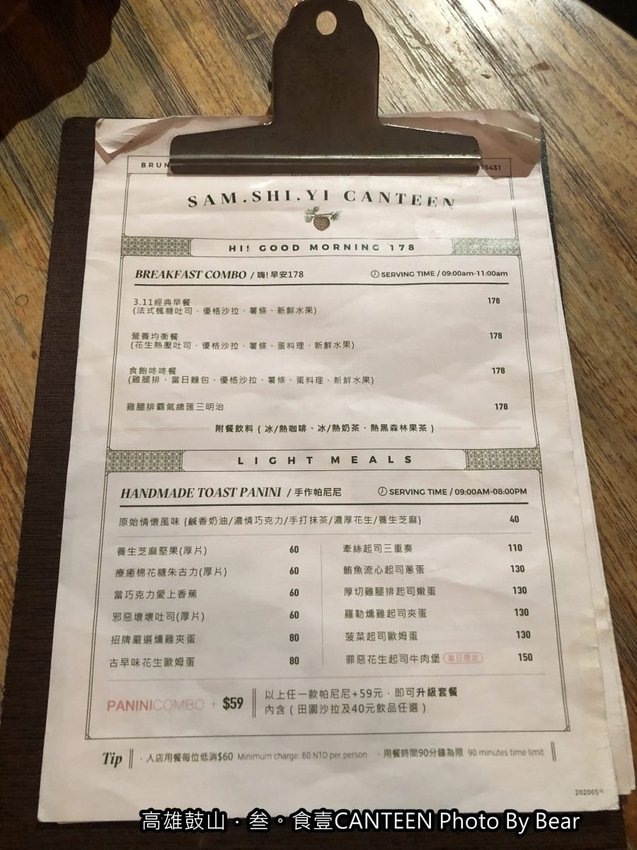 BRUN
15431
SAM.SHI.YI CANTEEN
HI! GOOD MORNING 178
BREAKFAST COMBO / 嗨!早安178 SERVING TIME / 09:00am-11:00am
3.11經典早餐 178
(法式楓糖吐司、優格沙拉、薯條、新鮮水果)
營養均衡餐 178
(花生熱壓吐司、優格沙拉、薯條、蛋料理、新鮮水果)
食飽咚咚餐 178
(雞腿排、當日麵包、優格沙拉、薯條、蛋料理、新鮮水果)
雞腿排霸氣總匯三明治 178
附餐飲料 { 冰/熱咖啡、冰/熱奶茶、熱黑森林果茶 }
LIGHT MEALS
HANDMADE TOAST PANINI / 手作帕尼尼 SERVING TIME / 09:00AM-08:00PM
原始情懷風味 {鹹香奶油/濃情巧克力/手打抹茶/濃厚花生/養生芝麻} 40
養生芝麻堅果(厚片) 60
療癒棉花糖朱古力(厚片) 60
當巧克力愛上香蕉 60
邪惡壞壞吐司(厚片) 60
招牌嚴選燻雞夾蛋 80
古早味花生歐姆蛋 80
牽絲起司三重奏 110
鮪魚流心起司蔥蛋 130
厚切雞腿排起司嫩蛋 130
羅勒燻雞起司夾蛋 130
菠菜起司歐姆蛋 130
罪惡花生起司牛肉堡 當日限定 150
PANINICOMBO + $59
以上任一款帕尼尼+59元，即可升級套餐
內含 ( 田園沙拉及40元飲品任選 )
Tip · 入店用餐每位低消$60 Minimum charge: 60 NTD per person · 用餐時間90分鐘為限 90 minutes time limit
高雄鼓山．叁。食壹CANTEEN Photo By Bear